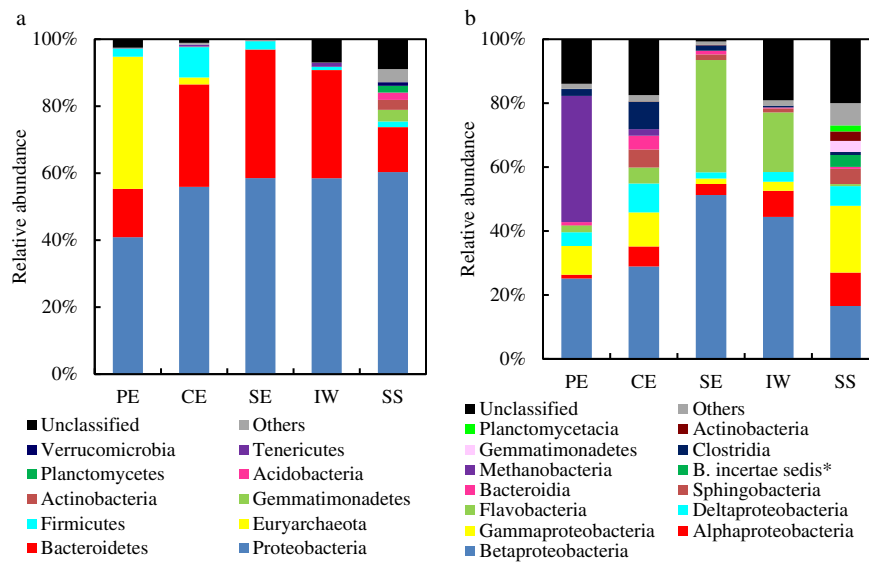 a
100%
80%
60%
40%
20%
0%
Relative abundance
PE CE SE IW SS
Unclassified Others
Verrucomicrobia Tenericutes
Planctomycetes Acidobacteria
Actinobacteria Gemmatimonadetes
Firmicutes Euryarchaeota
Bacteroidetes Proteobacteria
b
100%
80%
60%
40%
20%
0%
Relative abundance
PE CE SE IW SS
Unclassified Others
Planctomycetacia Actinobacteria
Gemmatimonadetes Clostridia
Methanobacteria B. incertae sedis*
Bacteroidia Sphingobacteria
Flavobacteria Deltaproteobacteria
Gammaproteobacteria Alphaproteobacteria
Betaproteobacteria